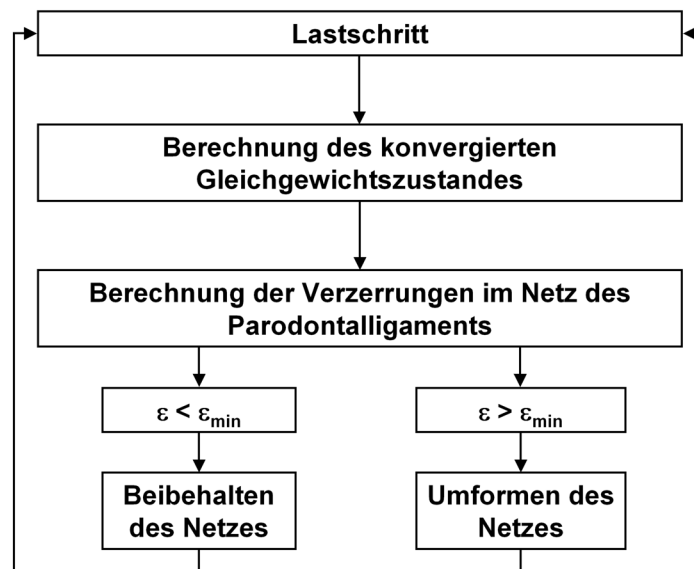 Lastschritt
Berechnung des konvergierten
Gleichgewichtszustandes
Berechnung der Verzerrungen im Netz des
Parodontalligaments
ε < εmin
ε > εmin
Beibehalten
des Netzes
Umformen des
Netzes